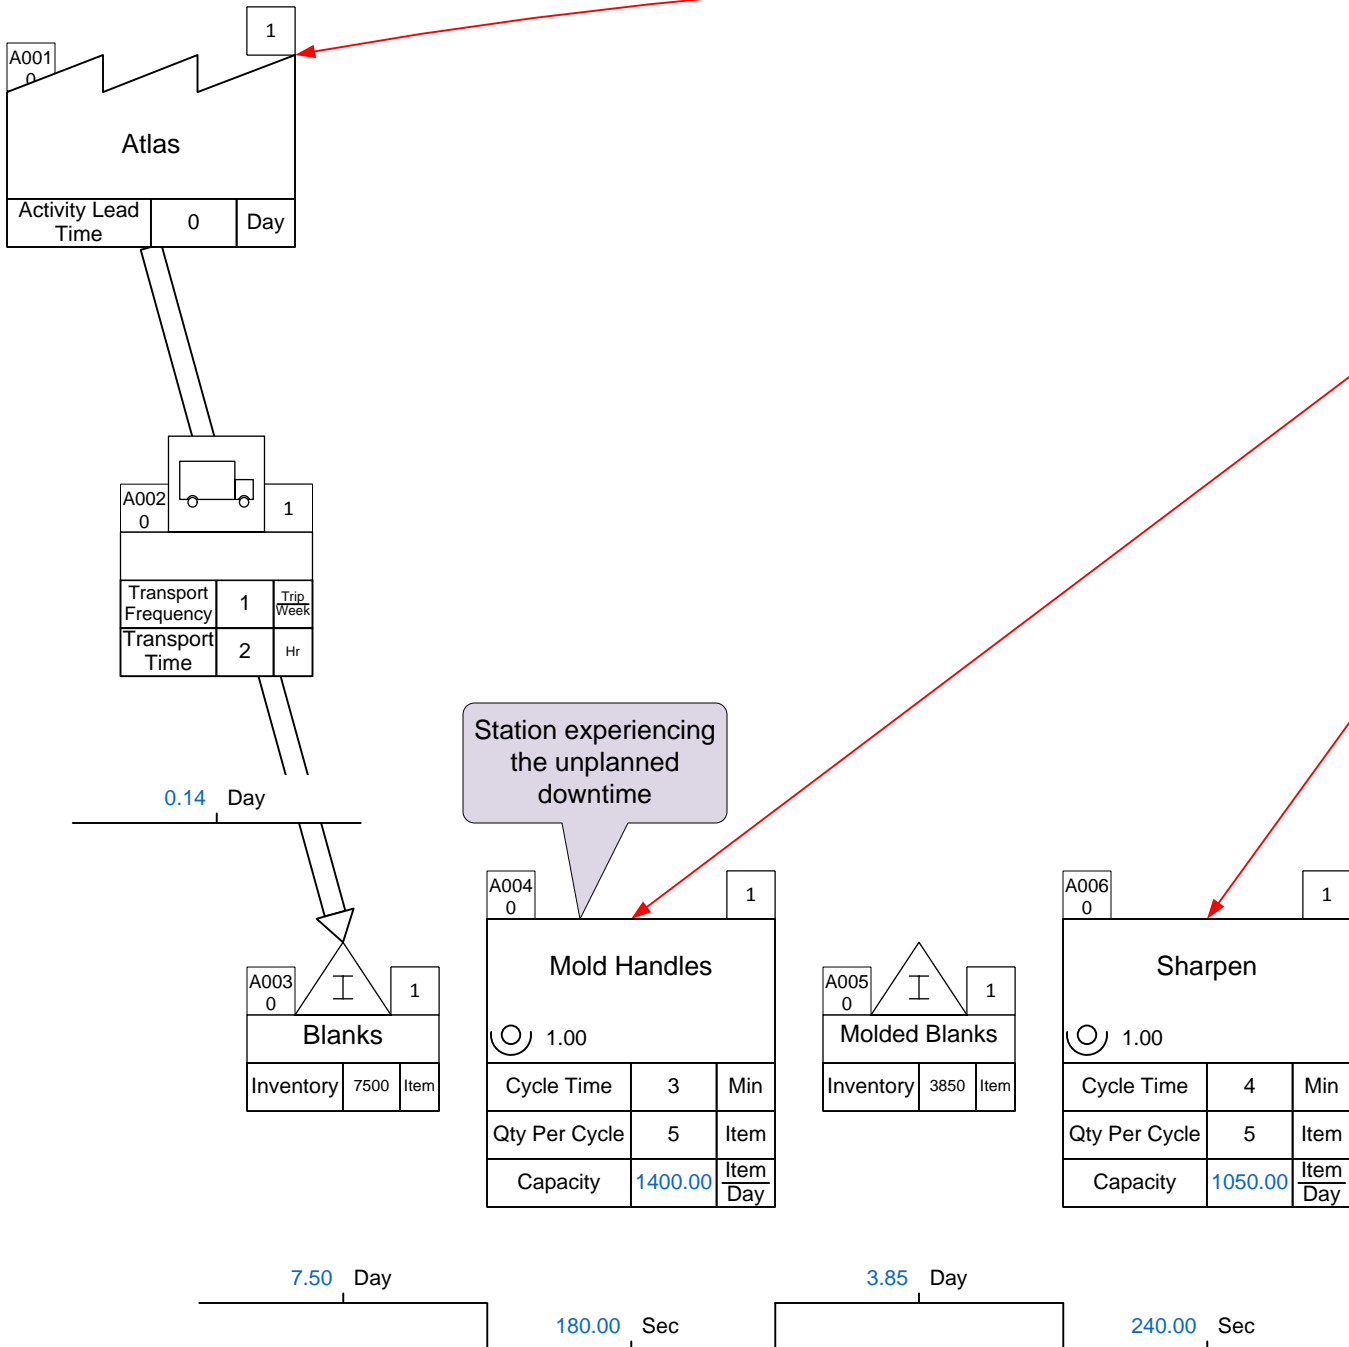 1
A001
0
Atlas
Activity Lead
Time
0
Day
A002
0
1
Transport
Frequency
1
Trip
Week
Transport
Time
2
Hr
0.14 Day
Station experiencing
the unplanned
downtime
A003
0
I
1
Blanks
Inventory
7500
Item
A004
0
1
Mold Handles
1.00
Cycle Time
3
Min
Qty Per Cycle
5
Item
Capacity
1400.00
Item
Day
A005
0
I
1
Molded Blanks
Inventory
3850
Item
A006
0
1
Sharpen
1.00
Cycle Time
4
Min
Qty Per Cycle
5
Item
Capacity
1050.00
Item
Day
7.50 Day
180.00 Sec
3.85 Day
240.00 Sec